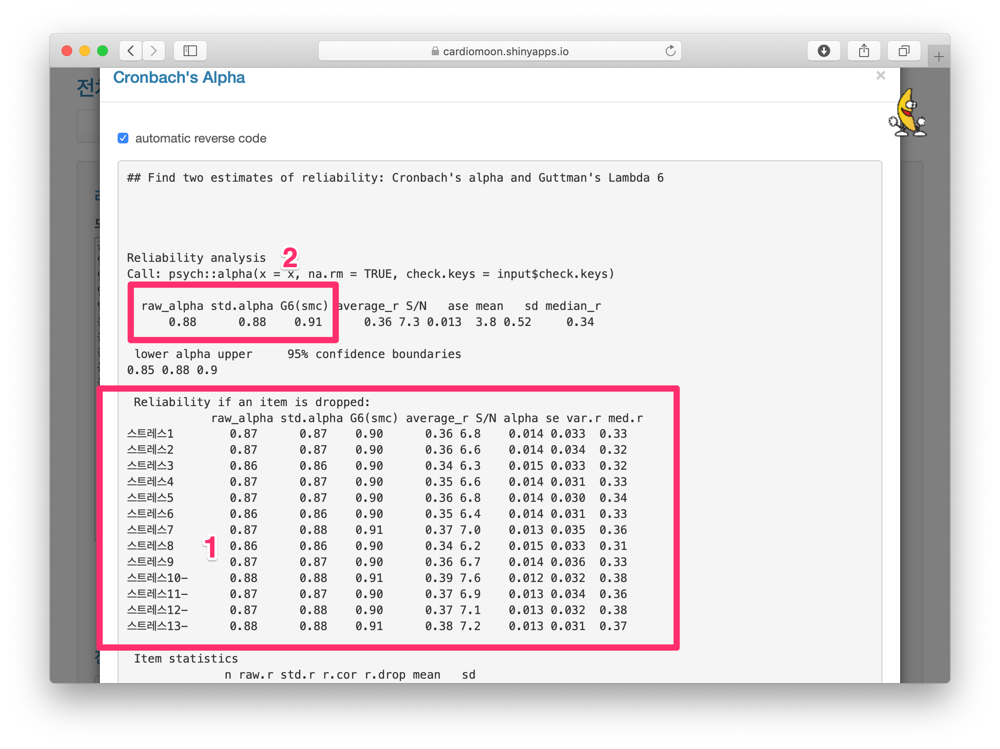 cardiomoon.shinyapps.io
Cronbach's Alpha
×
automatic reverse code
## Find two estimates of reliability: Cronbach's alpha and Guttman's Lambda 6
Reliability analysis
2
Call: psych::alpha(x = x, na.rm = TRUE, check.keys = input$check.keys)
raw_alpha std.alpha G6(smc) average_r S/N ase mean sd median_r
0.88 0.88 0.91 0.36 7.3 0.013 3.8 0.52 0.34
lower alpha upper 95% confidence boundaries
0.85 0.88 0.9
Reliability if an item is dropped:
raw_alpha std.alpha G6(smc) average_r S/N alpha se var.r med.r
스트레스1 0.87 0.87 0.90 0.36 6.8 0.014 0.033 0.33
스트레스2 0.87 0.87 0.90 0.36 6.6 0.014 0.034 0.32
스트레스3 0.86 0.86 0.90 0.34 6.3 0.015 0.033 0.32
스트레스4 0.87 0.87 0.90 0.35 6.6 0.014 0.031 0.33
스트레스5 0.87 0.87 0.90 0.36 6.8 0.014 0.030 0.34
스트레스6 0.86 0.86 0.90 0.35 6.4 0.014 0.031 0.33
스트레스7 0.87 0.88 0.91 0.37 7.0 0.013 0.035 0.36
1
스트레스8 0.86 0.86 0.90 0.34 6.2 0.015 0.033 0.31
스트레스9 0.87 0.87 0.90 0.36 6.7 0.014 0.036 0.33
스트레스10- 0.88 0.88 0.91 0.39 7.6 0.012 0.032 0.38
스트레스11- 0.87 0.87 0.90 0.37 6.9 0.013 0.034 0.36
스트레스12- 0.87 0.88 0.90 0.37 7.1 0.013 0.032 0.38
스트레스13- 0.88 0.88 0.91 0.38 7.2 0.013 0.031 0.37
Item statistics
n raw.r std.r r.cor r.drop mean sd